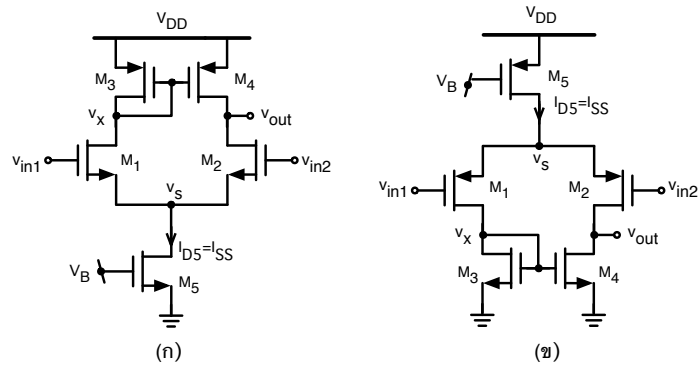 VDD
M3
M4
vx
vout
vin1
M1
M2
vin2
vs
ID5=ISS
VB
M5
(ก)
VDD
VB
M5
ID5=ISS
vs
vin1
M1
M2
vin2
vx
vout
M3
M4
(ข)